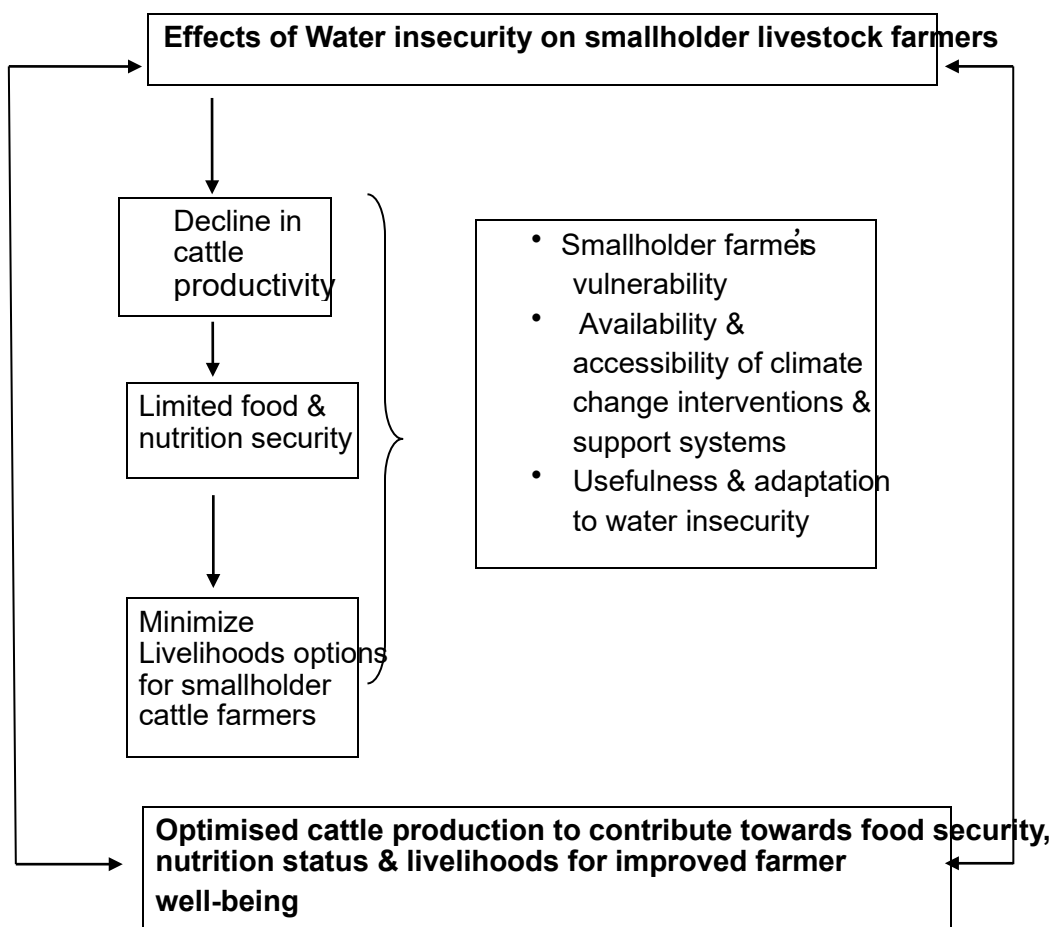 Effects of Water insecurity on smallholder livestock farmers
Decline in
cattle
productivity
Limited food &
nutrition security
Minimize
Livelihoods options
for smallholder
cattle farmers
• Smallholder farmer's
vulnerability
• Availability &
accessibility of climate
change interventions &
support systems
• Usefulness & adaptation
to water insecurity
Optimised cattle production to contribute towards food security,
nutrition status & livelihoods for improved farmer
well-being